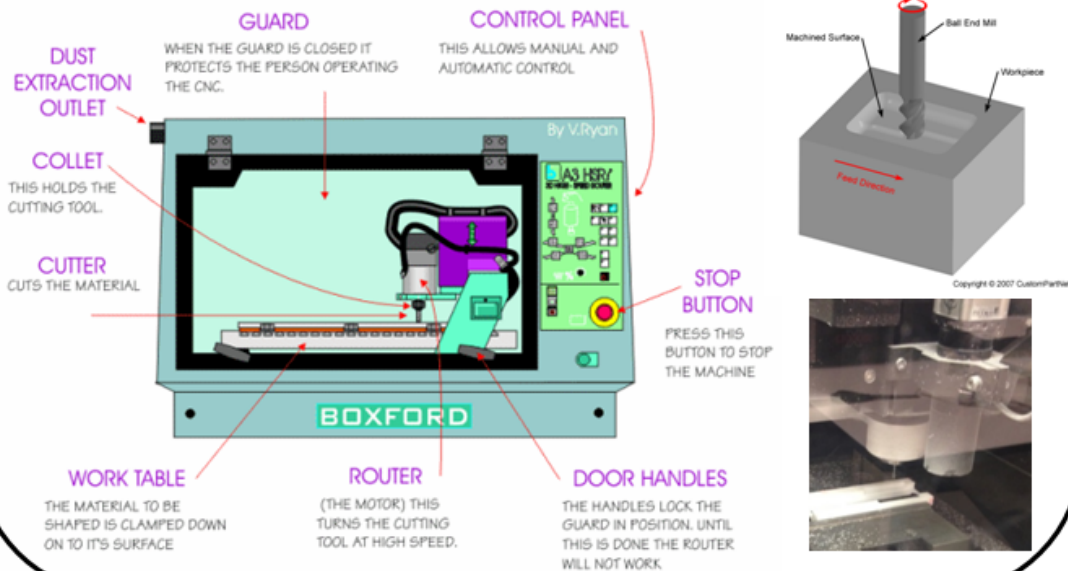 GUARD
WHEN THE GUARD IS CLOSED IT
PROTECTS THE PERSON OPERATING
THE CNC.
CONTROL PANEL
THIS ALLOWS MANUAL AND
AUTOMATIC CONTROL
DUST
EXTRACTION
OUTLET
COLLET
THIS HOLDS THE
CUTTING TOOL.
CUTTER
CUTS THE MATERIAL
By V.Ryan
A3 HSR/
BOXFORD
STOP
BUTTON
PRESS THIS
BUTTON TO STOP
THE MACHINE
WORK TABLE
THE MATERIAL TO BE
SHAPED IS CLAMPED DOWN
ON TO IT'S SURFACE
ROUTER
(THE MOTOR) THIS
TURNS THE CUTTING
TOOL AT HIGH SPEED.
DOOR HANDLES
THE HANDLES LOCK THE
GUARD IN POSITION. UNTIL
THIS IS DONE THE ROUTER
WILL NOT WORK
Ball End Mill
Machined Surface
Workpiece
Feed Direction
Copyright © 2007 CustomPartNe